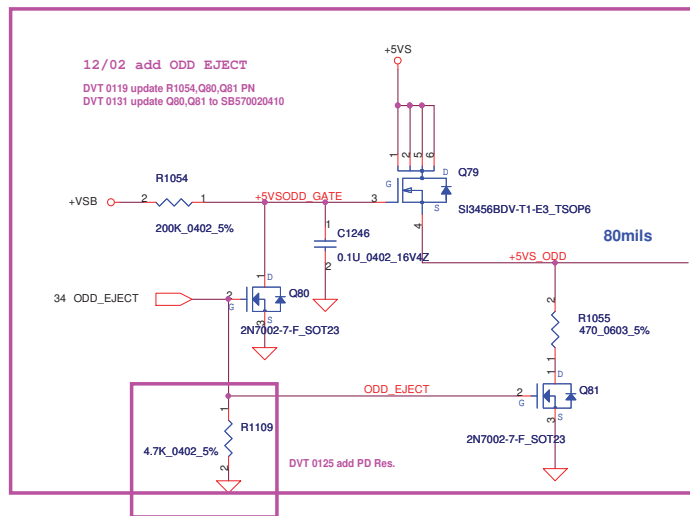 +5VS
12/02 add ODD EJECT
DVT 0119 update R1054,Q80,Q81 PN
DVT 0131 update Q80,Q81 to SB570020410
1
2
5
6
D
Q79
G
S
SI3456BDV-T1-E3_TSOP6
R1054
+VSB
2
1
+5VSODD_GATE
3
4
200K_0402_5%
1
C1246
0.1U_0402_16V4Z
2
80mils
+5VS_ODD
1
D
34 ODD_EJECT
2
G
Q80
S
3
2N7002-7-F_SOT23
2
R1055
470_0603_5%
1
1
D
ODD_EJECT
2
G
Q81
S
3
2N7002-7-F_SOT23
1
R1109
4.7K_0402_5%
2
DVT 0125 add PD Res.